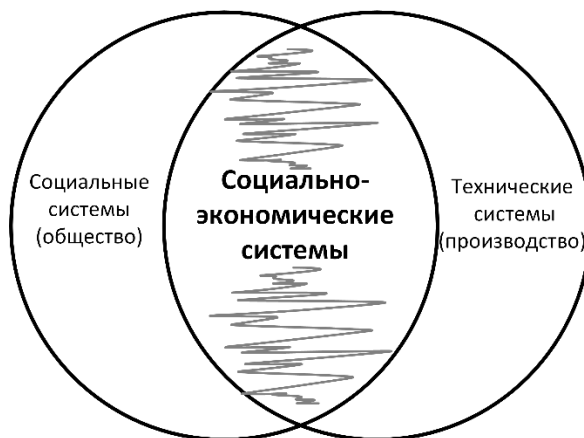 Социальные
системы
(общество)
Социально-
экономические
системы
Технические
системы
(производство)